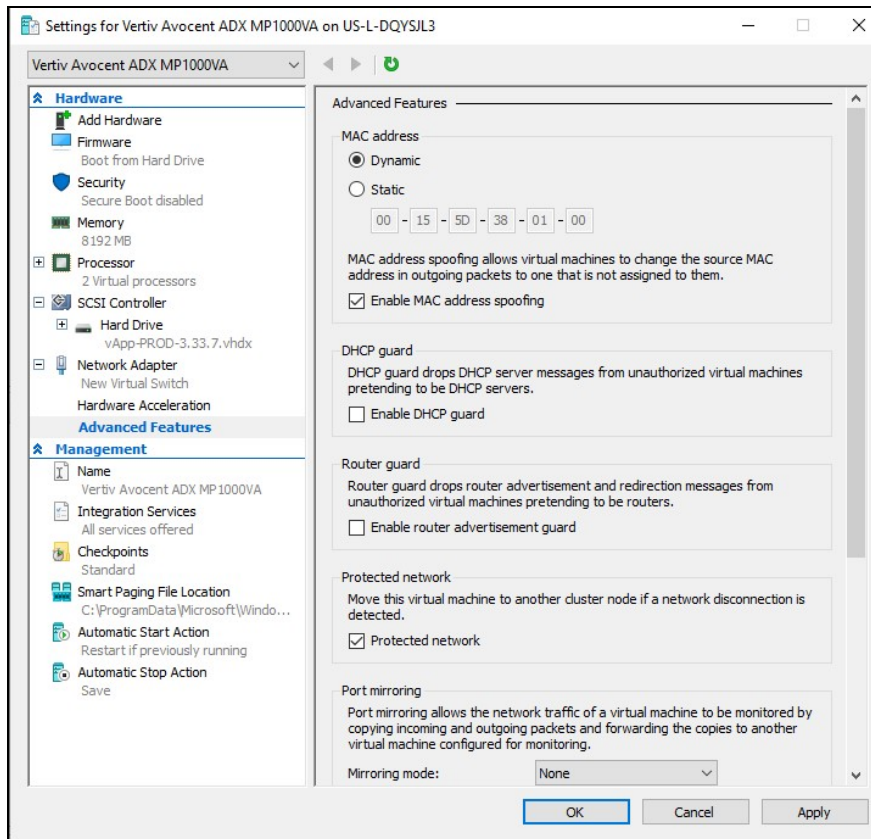 Settings for Vertiv Avocent ADX MP1000VA on US-L-DQYSJL3
Vertiv Avocent ADX MP1000VA
Hardware
Add Hardware
Firmware
Boot from Hard Drive
Security
Secure Boot disabled
Memory
8192 MB
Processor
2 Virtual processors
SCSI Controller
Hard Drive
vApp-PROD-3.33.7.vhdx
Network Adapter
New Virtual Switch
Hardware Acceleration
Advanced Features
Management
Name
Vertiv Avocent ADX MP1000VA
Integration Services
All services offered
Checkpoints
Standard
Smart Paging File Location
C:\ProgramData\Microsoft\Windo...
Automatic Start Action
Restart if previously running
Automatic Stop Action
Save
Advanced Features
MAC address
Dynamic
Static
00 - 15 - 5D - 38 - 01 - 00
MAC address spoofing allows virtual machines to change the source MAC
address in outgoing packets to one that is not assigned to them.
Enable MAC address spoofing
DHCP guard
DHCP guard drops DHCP server messages from unauthorized virtual machines
pretending to be DHCP servers.
Enable DHCP guard
Router guard
Router guard drops router advertisement and redirection messages from
unauthorized virtual machines pretending to be routers.
Enable router advertisement guard
Protected network
Move this virtual machine to another cluster node if a network disconnection is
detected.
Protected network
Port mirroring
Port mirroring allows the network traffic of a virtual machine to be monitored by
copying incoming and outgoing packets and forwarding the copies to another
virtual machine configured for monitoring.
Mirroring mode: None
OK Cancel Apply